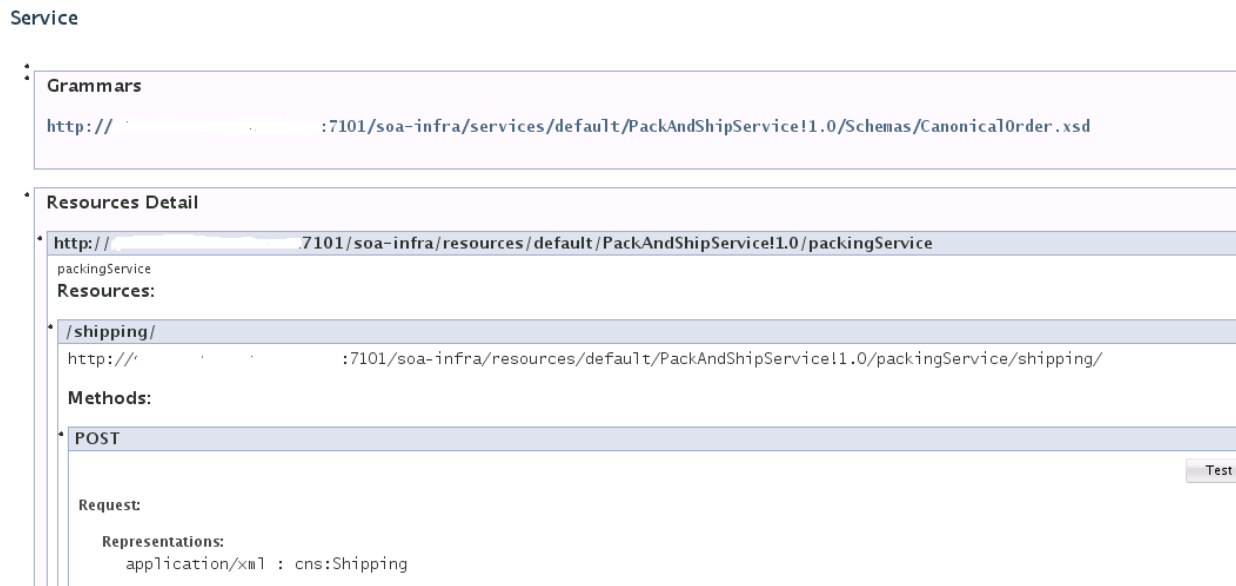 Service
Grammars
http:// :7101/soa-infra/services/default/PackAndShipService!1.0/Schemas/CanonicalOrder.xsd
Resources Detail
http:// 7101/soa-infra/resources/default/PackAndShipService!1.0/packingService
packingService
Resources:
/shipping/
http:// :7101/soa-infra/resources/default/PackAndShipService!1.0/packingService/shipping/
Methods:
POST
Test
Request:
Representations:
application/xml : cns:Shipping